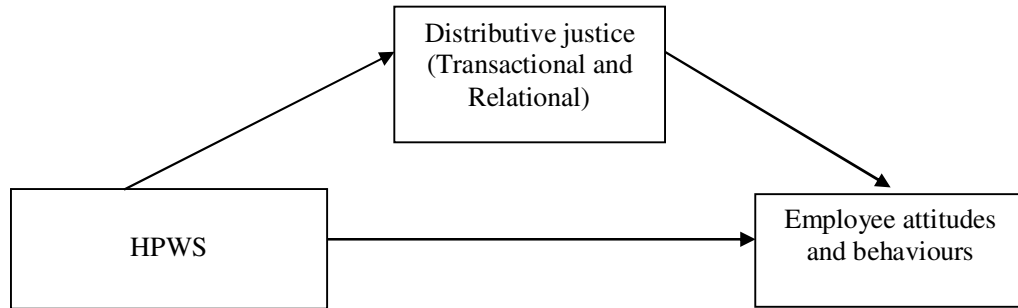 Distributive justice
(Transactional and
Relational)
HPWS
Employee attitudes
and behaviours